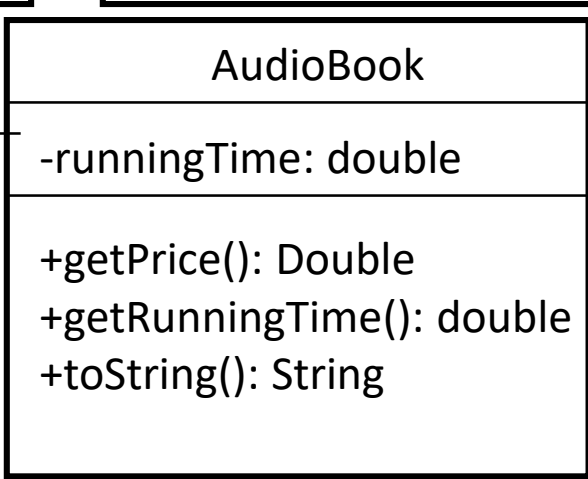 AudioBook
-runningTime: double
+getPrice(): Double
+getRunningTime(): double
+toString(): String